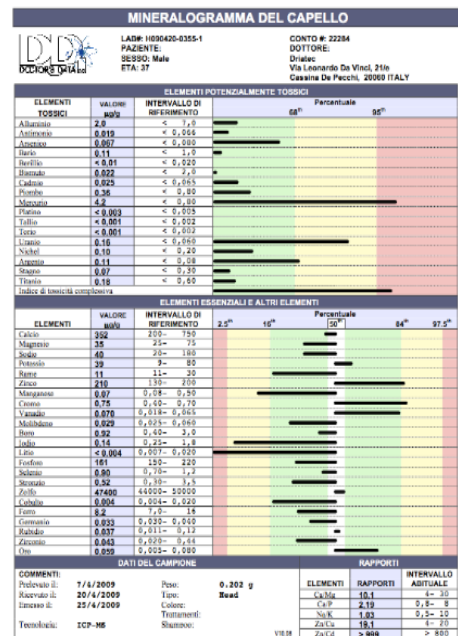 MINERALOGRAMMA DEL CAPELLO
DOCTOR'S DATA INC
LAB#: H090420-0355-1
PAZIENTE:
SESSO: Male
ETA: 37
CONTO #: 22284
DOTTORE:
Driatec
Via Leonardo Da Vinci, 21/e
Cassina De Pecchi, 20060 ITALY
ELEMENTI POTENZIALMENTE TOSSICI
ELEMENTI TOSSICI VALORE µg/g INTERVALLO DI RIFERIMENTO Percentuale 68th 95th
Alluminio 2,0 < 7,0
Antimonio 0,019 < 0,066
Arsenico 0,067 < 0,080
Bario 0.11 < 1,0
Berillio < 0,01 < 0,020
Bismuto 0,022 < 2,0
Cadmio 0,025 < 0,065
Piombo 0,36 < 0,80
Mercurio 4,2 < 0,80
Platino < 0,003 < 0,005
Tallio < 0,001 < 0,002
Torio < 0,001 < 0,002
Uranio 0.16 < 0,060
Nichel 0.10 < 0,20
Argento 0.11 < 0,08
Stagno 0.07 < 0,30
Titanio 0.18 < 0,60
Indice di tossicità complessiva
ELEMENTI ESSENZIALI E ALTRI ELEMENTI
ELEMENTI VALORE µg/g INTERVALLO DI RIFERIMENTO Percentuale 2.5th 16th 50th 84th 97.5th
Calcio 352 200- 750
Magnesio 35 25- 75
Sodio 40 20- 180
Potassio 39 9- 80
Rame 11 11- 30
Zinco 210 130- 200
Manganese 0.07 0,08- 0,50
Cromo 0,75 0,40- 0,70
Vanadio 0.070 0,018- 0,065
Molibdeno 0,029 0,025- 0,060
Boro 0.92 0,40- 3,0
Iodio 0.14 0,25- 1,8
Litio < 0.004 0,007- 0,020
Fosforo 161 150- 220
Selenio 0.90 0,70- 1,2
Stronzio 0.52 0,30- 3,5
Zolfo 47400 44000- 50000
Cobalto 0.004 0,004- 0,020
Ferro 8.2 7,0- 16
Germanio 0.033 0,030- 0,040
Rubidio 0.037 0,011- 0,12
Zirconio 0.043 0,020- 0,44
Oro 0.059 0,005- 0,080
DATI DEL CAMPIONE
COMMENTI:
Prelevato il: 7/4/2009
Ricevuto il: 20/4/2009
Emesso il: 25/4/2009
Tecnologia: ICP-MS
Peso: 0.202 g
Tipo: Head
Colore:
Trattamenti:
Shampoo:
V10.08
RAPPORTI
ELEMENTI RAPPORTI INTERVALLO ABITUALE
Ca/Mg 10.1 4- 30
Ca/P 2.19 0,8- 8
Na/K 1.03 0,5- 10
Zn/Cu 19.1 4- 20
Zn/Cd > 999 > 800